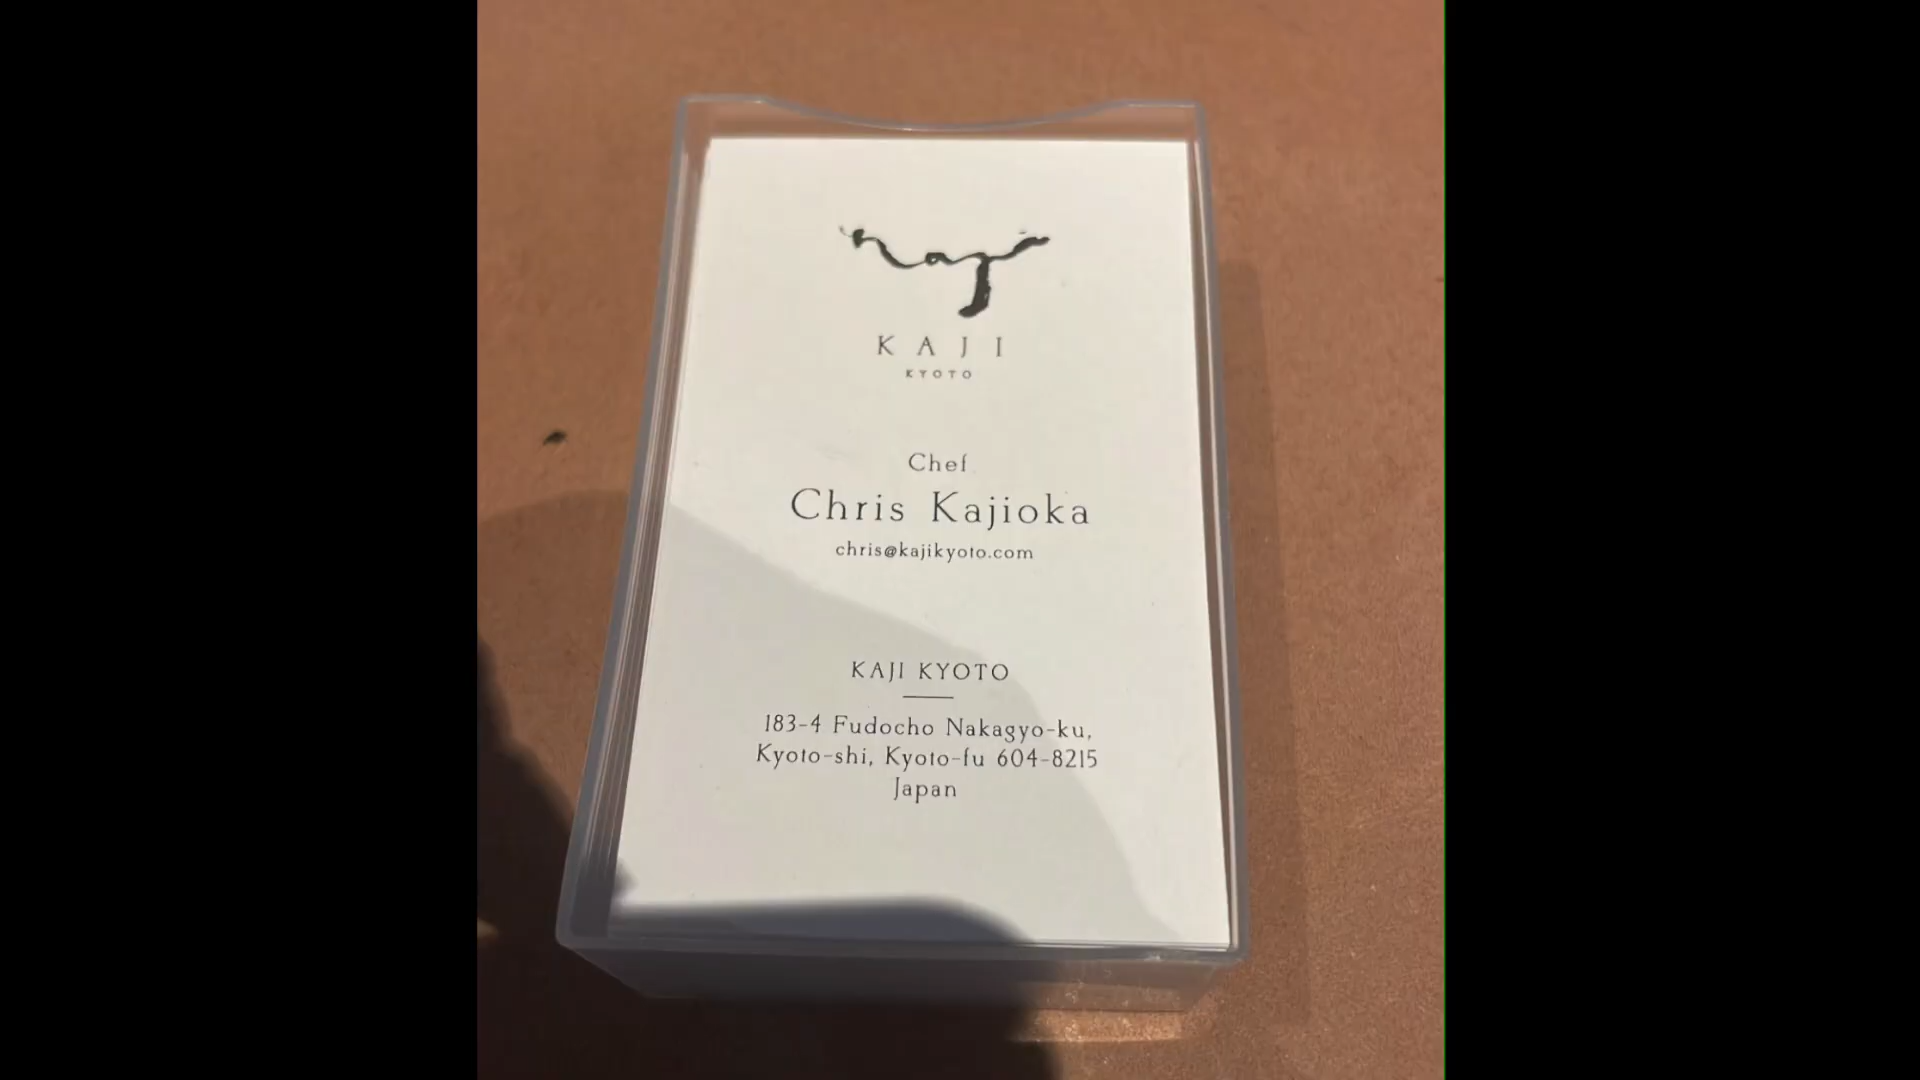 kaji
KAJI
KYOTO
Chef
Chris Kajioka
chris@kajikyoto.com
KAJI KYOTO
183-4 Fudocho Nakagyo-ku,
Kyoto-shi, Kyoto-fu 604-8215
Japan